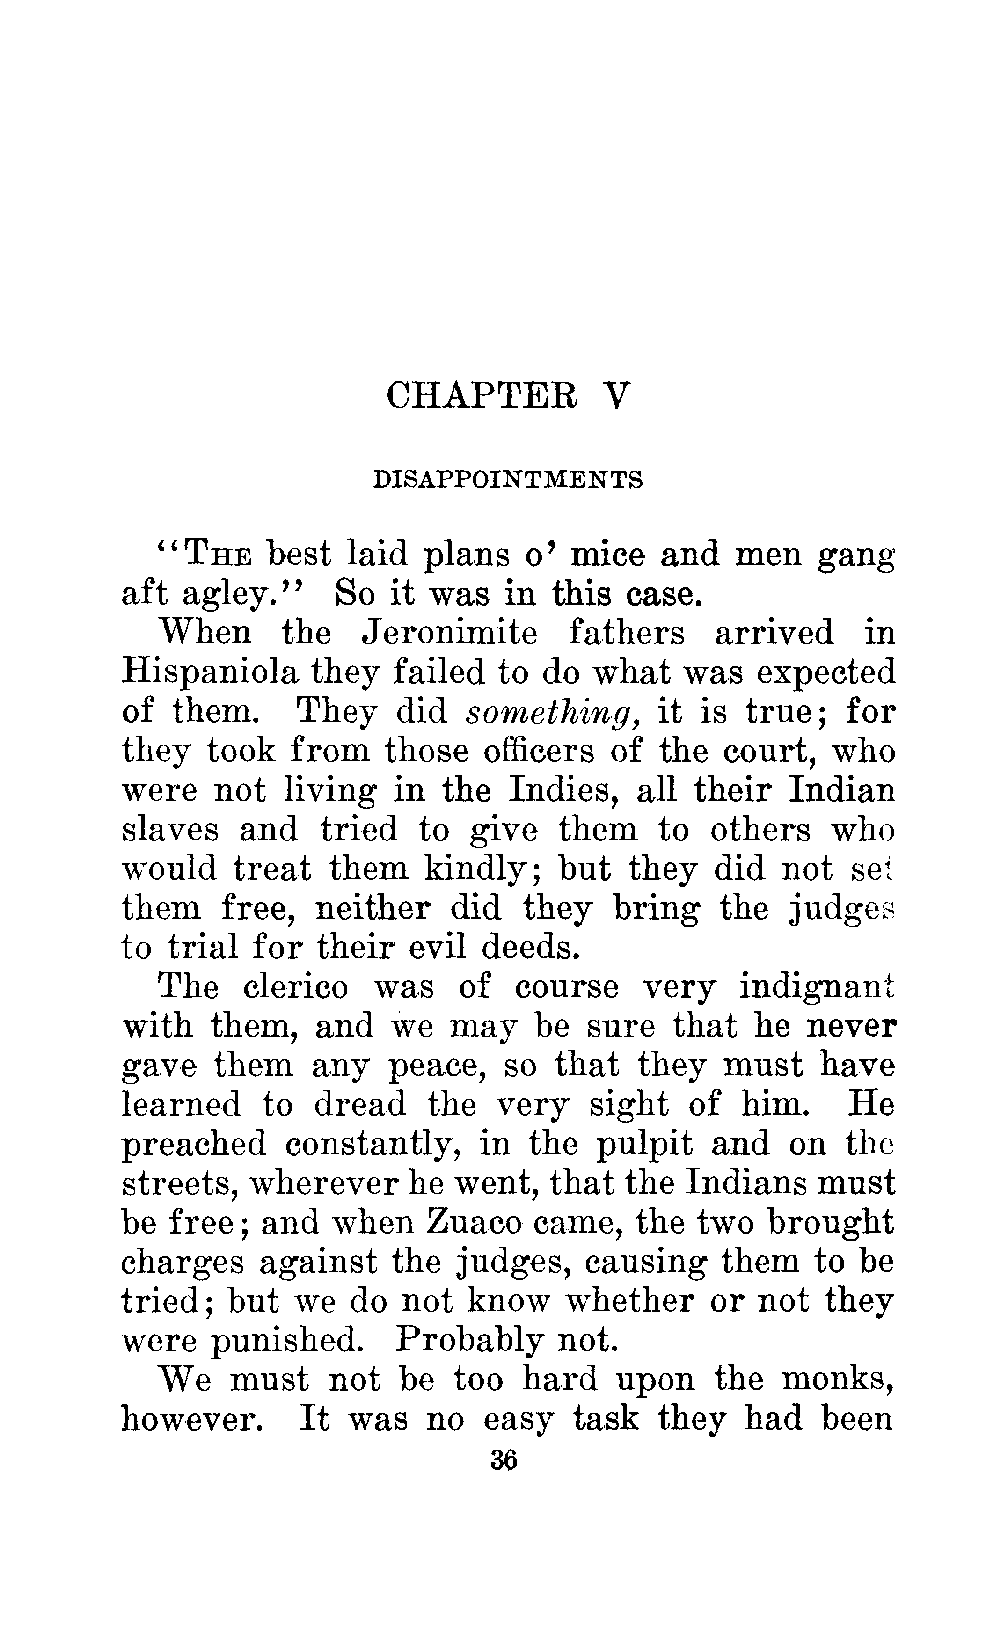 CHAPTER V
DISAPPOINTMENTS
"THE best laid plans o' mice and men gang
aft agley." So it was in this case.
When the Jeronimite fathers arrived in
Hispaniola they failed to do what was expected
of them. They did something, it is true; for
they took from those officers of the court, who
were not living in the Indies, all their Indian
slaves and tried to give them to others who
would treat them kindly; but they did not set
them free, neither did they bring the judges
to trial for their evil deeds.
The clerico was of course very indignant
with them, and we may be sure that he never
gave them any peace, so that they must have
learned to dread the very sight of him. He
preached constantly, in the pulpit and on the
streets, wherever he went, that the Indians must
be free; and when Zuaco came, the two brought
charges against the judges, causing them to be
tried; but we do not know whether or not they
were punished. Probably not.
We must not be too hard upon the monks,
however. It was no easy task they had been
36